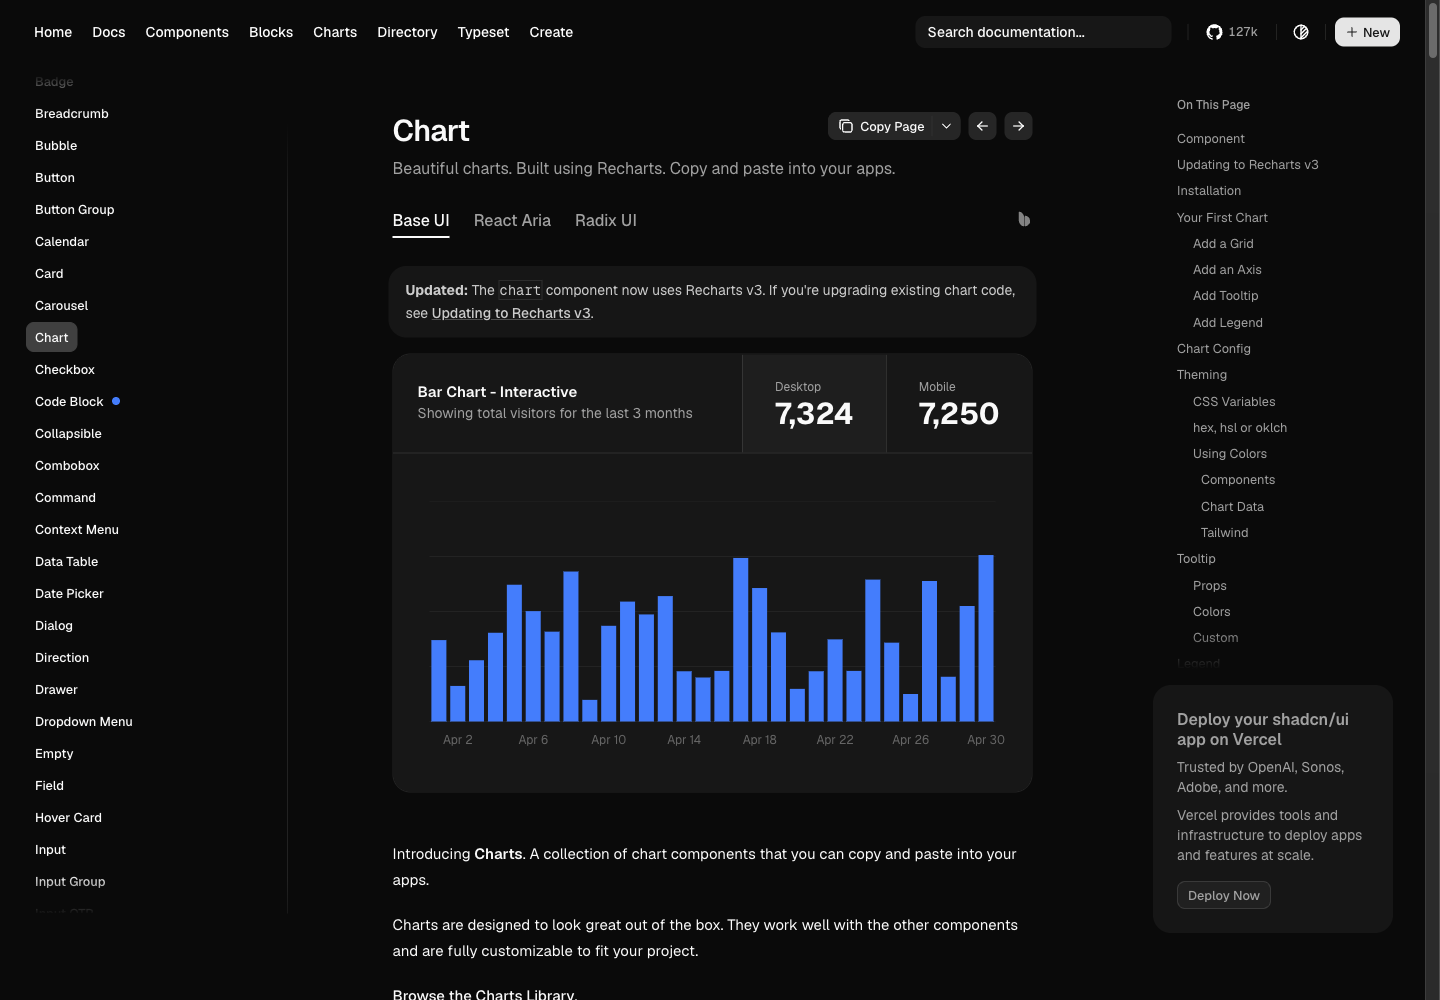 Home Docs Components Blocks Charts Directory Typeset Create
Search documentation...
127k
New
Badge
Breadcrumb
Bubble
Button
Button Group
Calendar
Card
Carousel
Chart
Checkbox
Code Block
Collapsible
Combobox
Command
Context Menu
Data Table
Date Picker
Dialog
Direction
Drawer
Dropdown Menu
Empty
Field
Hover Card
Input
Input Group
Input OTP
Chart
Copy Page
Beautiful charts. Built using Recharts. Copy and paste into your apps.
Base UI React Aria Radix UI
Updated: The chart component now uses Recharts v3. If you're upgrading existing chart code,
see Updating to Recharts v3.
Bar Chart - Interactive
Showing total visitors for the last 3 months
Desktop
7,324
Mobile
7,250
Apr 2 Apr 6 Apr 10 Apr 14 Apr 18 Apr 22 Apr 26 Apr 30
Introducing Charts. A collection of chart components that you can copy and paste into your
apps.
Charts are designed to look great out of the box. They work well with the other components
and are fully customizable to fit your project.
Browse the Charts Library.
On This Page
Component
Updating to Recharts v3
Installation
Your First Chart
Add a Grid
Add an Axis
Add Tooltip
Add Legend
Chart Config
Theming
CSS Variables
hex, hsl or oklch
Using Colors
Components
Chart Data
Tailwind
Tooltip
Props
Colors
Custom
Legend
Deploy your shadcn/ui
app on Vercel
Trusted by OpenAI, Sonos,
Adobe, and more.
Vercel provides tools and
infrastructure to deploy apps
and features at scale.
Deploy Now